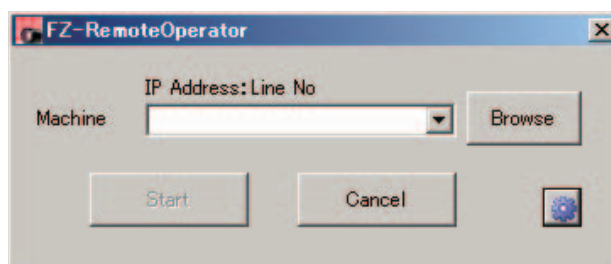 FZ-RemoteOperator
IP Address:Line No
Machine
Browse
Start
Cancel